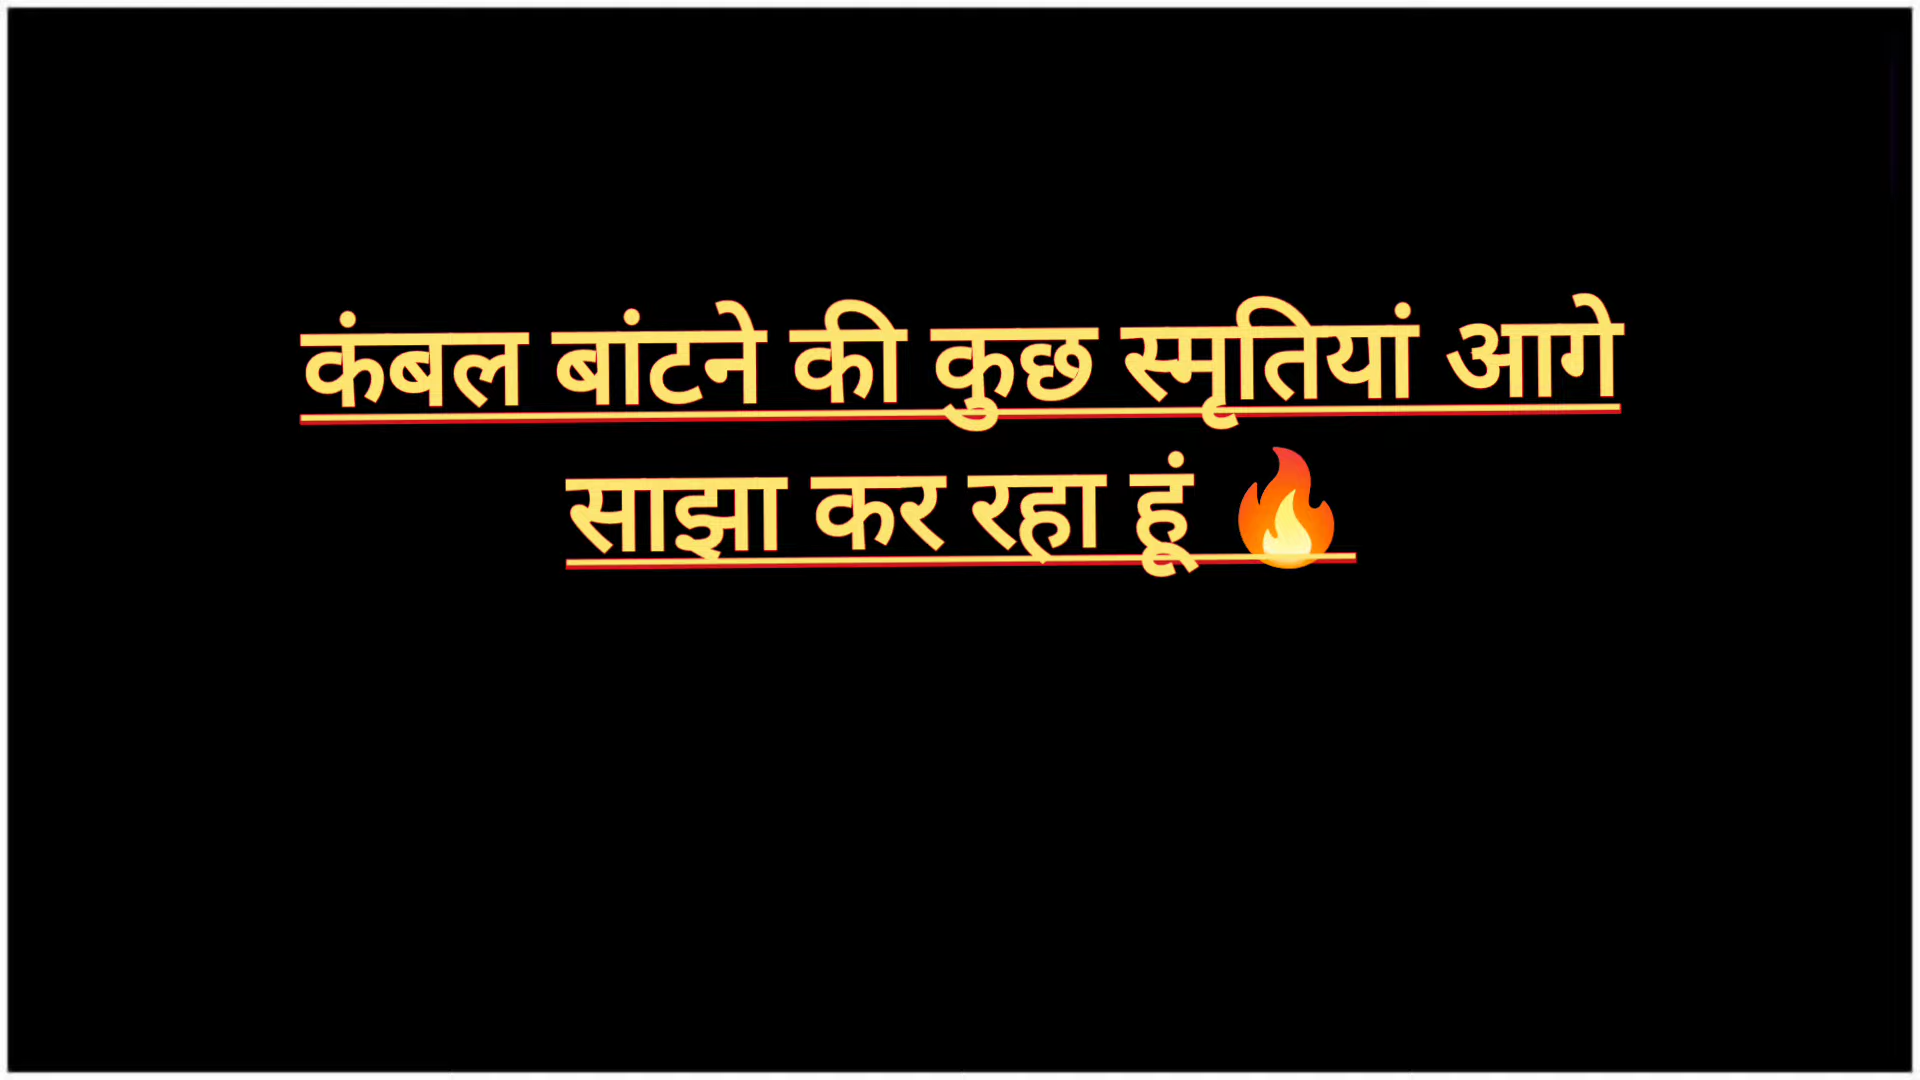 कंबल बांटने की कुछ स्मृतियां आगे
साझा कर रहा हूं 🔥